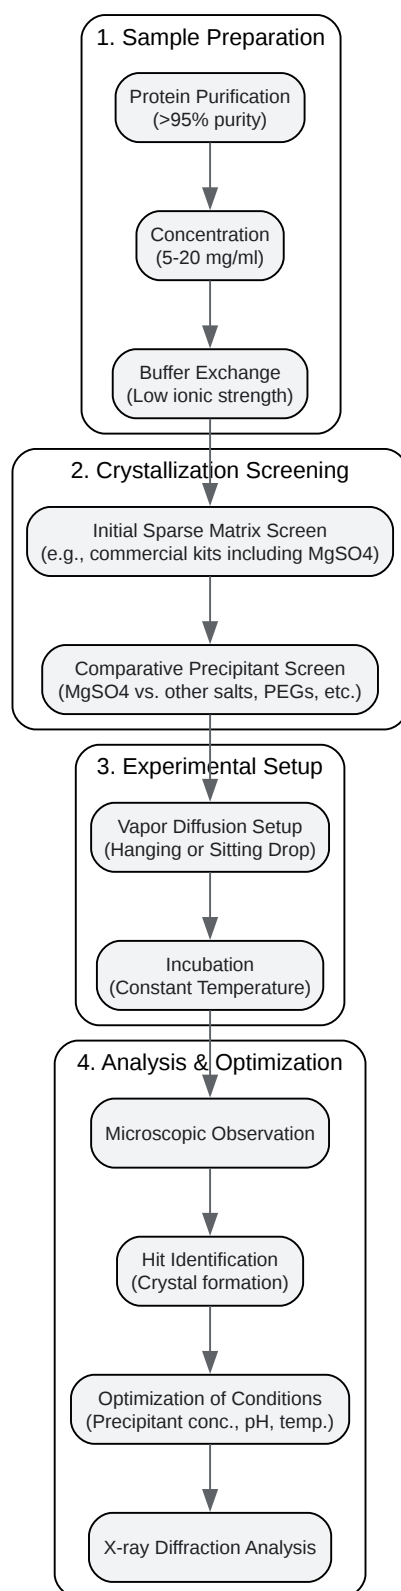 1. Sample Preparation
Protein Purification
(>95% purity)
Concentration
(5-20 mg/ml)
Buffer Exchange
(Low ionic strength)
2. Crystallization Screening
Initial Sparse Matrix Screen
(e.g., commercial kits including MgSO4)
Comparative Precipitant Screen
(MgSO4 vs. other salts, PEGs, etc.)
3. Experimental Setup
Vapor Diffusion Setup
(Hanging or Sitting Drop)
Incubation
(Constant Temperature)
4. Analysis & Optimization
Microscopic Observation
Hit Identification
(Crystal formation)
Optimization of Conditions
(Precipitant conc., pH, temp.)
X-ray Diffraction Analysis